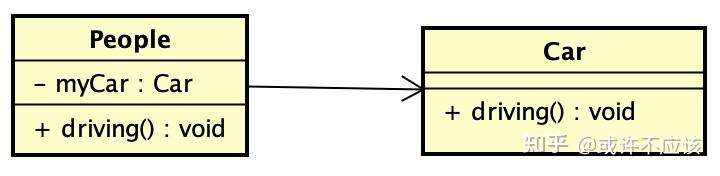 People
- myCar : Car
+ driving() : void
Car
+ driving() : void
知乎 @或许不应该